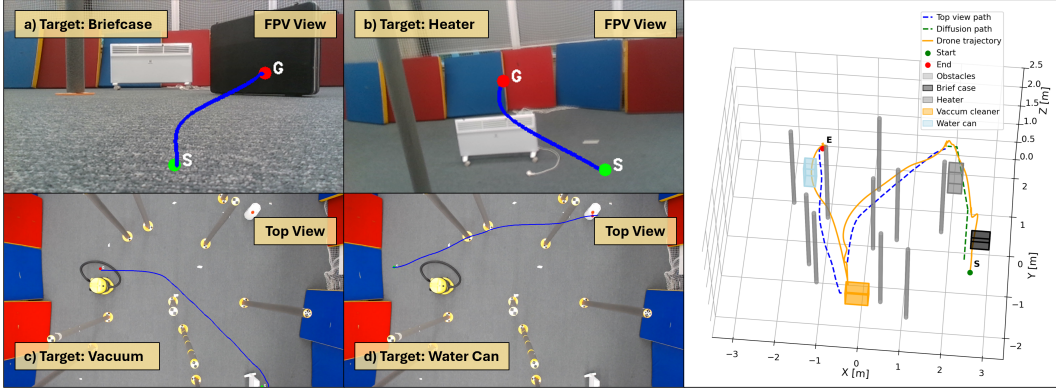 a) Target: Briefcase
FPV View
G
S
b) Target: Heater
FPV View
G
S
Top View
c) Target: Vacuum
Top View
d) Target: Water Can
Top view path
Diffusion path
Drone trajectory
Start
End
Obstacles
Brief case
Heater
Vaccum cleaner
Water can
E
S
2.5
2.0
1.5
1.0
0.5
0.0
Z [m]
2
1
0
−1
−2
Y [m]
−3
−2
−1
0
1
2
3
X [m]